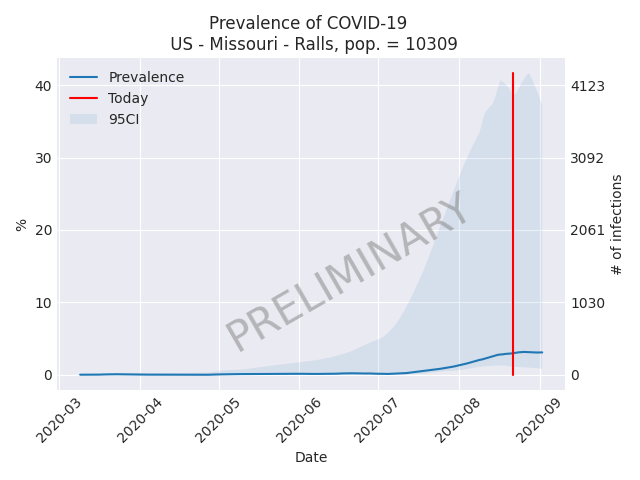 Prevalence of COVID-19
US - Missouri - Ralls, pop. = 10309
Prevalence
Today
95CI
40
30
20
10
0
%
4123
3092
2061
1030
0
# of infections
PRELIMINARY
2020-03
2020-04
2020-05
2020-06
2020-07
2020-08
2020-09
Date